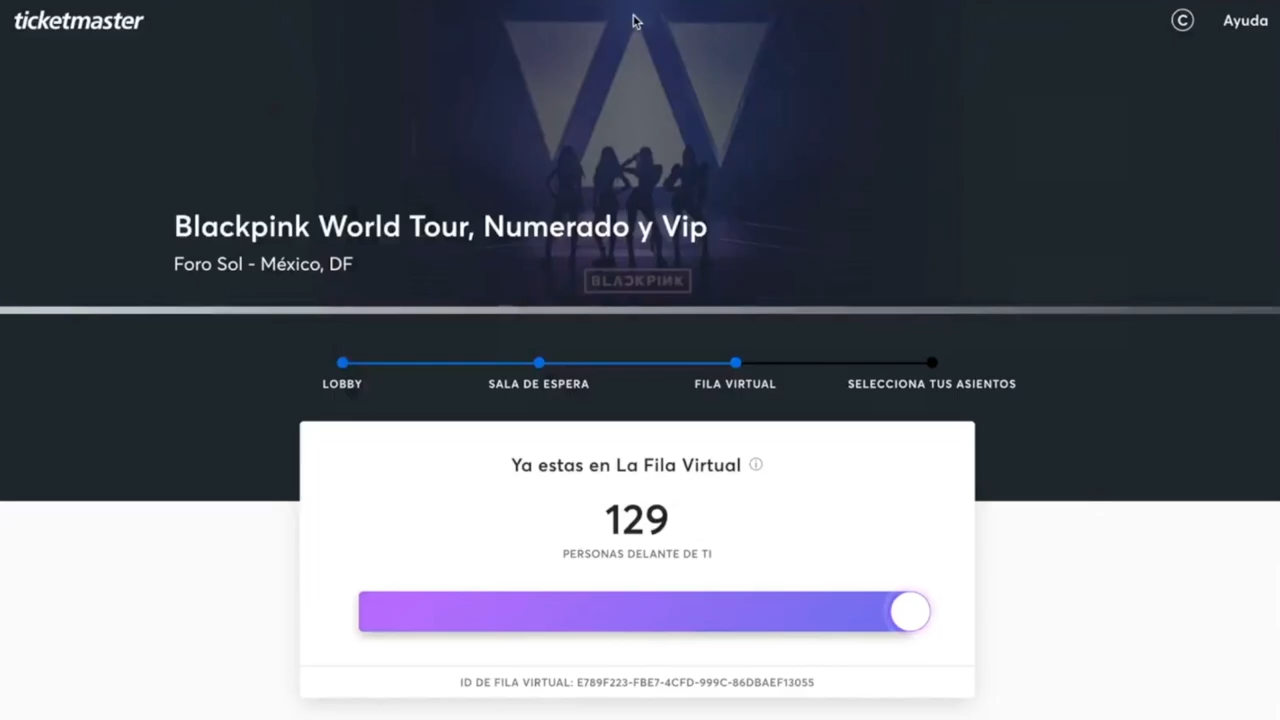 ticketmaster
C Ayuda
Blackpink World Tour, Numerado y Vip
Foro Sol - México, DF
BLACKPINK
LOBBY SALA DE ESPERA FILA VIRTUAL SELECCIONA TUS ASIENTOS
Ya estas en La Fila Virtual ⓘ
129
PERSONAS DELANTE DE TI
ID DE FILA VIRTUAL: E789F223-FBE7-4CFD-999C-86DBAEF13055